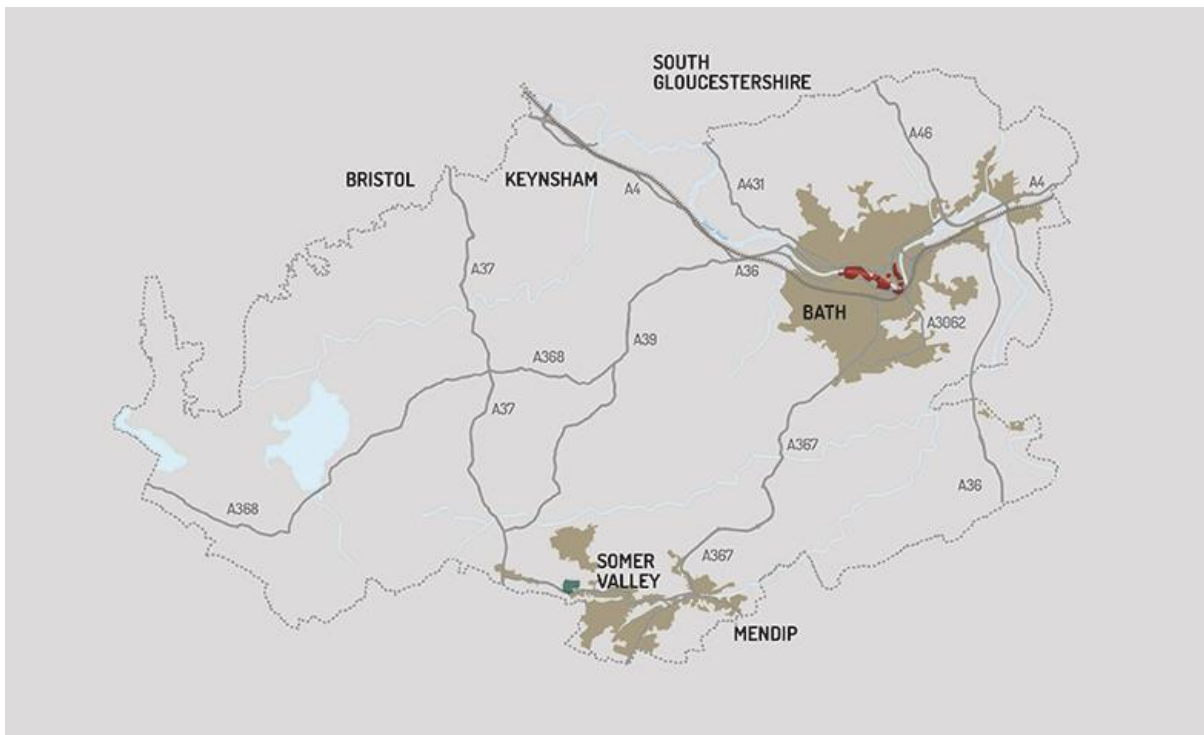 SOUTH
GLOUCESTERSHIRE
A46
BRISTOL
KEYNSHAM
A4
A431
A4
A37
A36
BATH
A3062
A39
A368
A37
A367
A368
A36
SOMER
VALLEY
A367
MENDIP